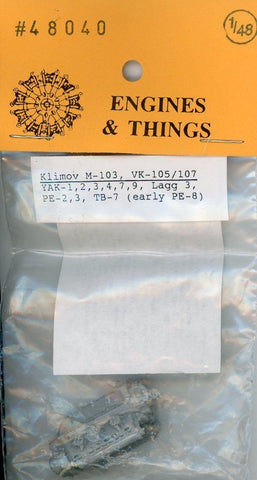 #48040
1/48
ENGINES
& THINGS
Klimov M-103, VK-105/107
YAK-1,2,3,4,7,9, Lagg 3,
PE-2,3, TB-7 (early PE-8)